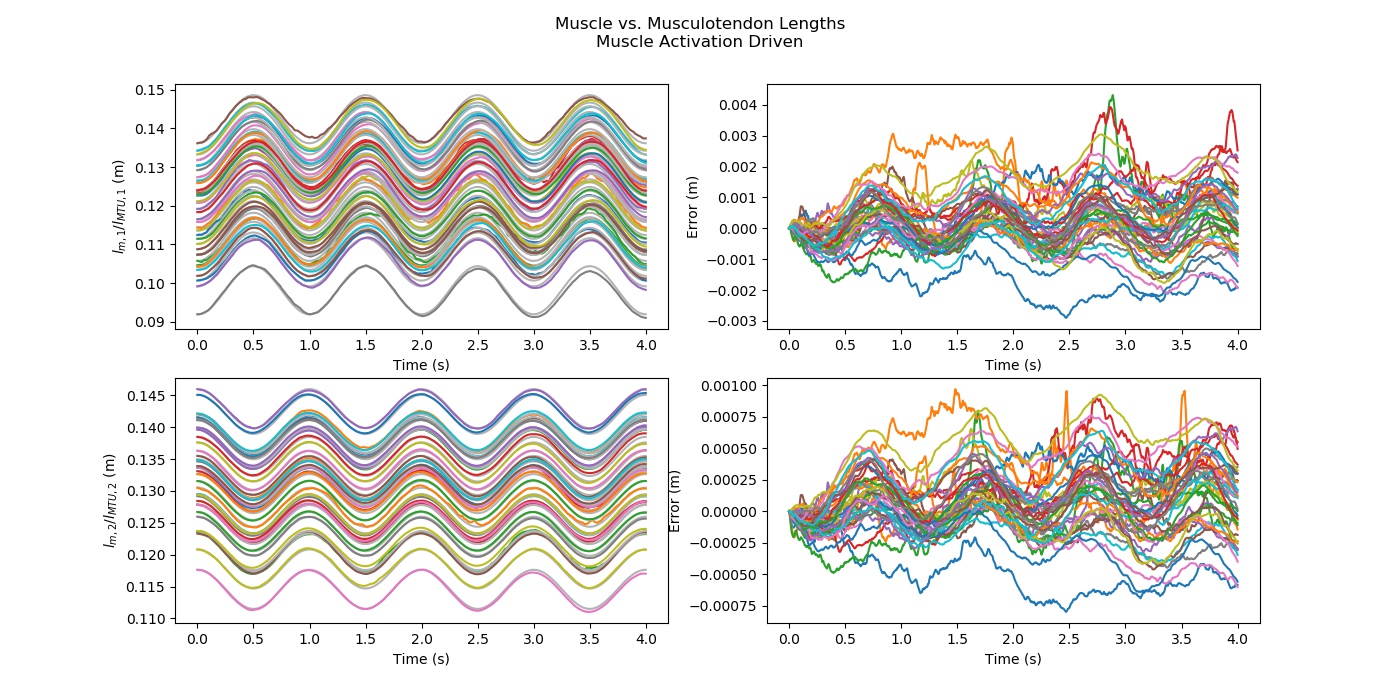 Muscle vs. Musculotendon Lengths
Muscle Activation Driven
l_{m,1}/l_{MTU,1} (m)
0.15
0.14
0.13
0.12
0.11
0.10
0.09
0.0 0.5 1.0 1.5 2.0 2.5 3.0 3.5 4.0
Time (s)
Error (m)
0.004
0.003
0.002
0.001
0.000
−0.001
−0.002
−0.003
0.0 0.5 1.0 1.5 2.0 2.5 3.0 3.5 4.0
Time (s)
l_{m,2}/l_{MTU,2} (m)
0.145
0.140
0.135
0.130
0.125
0.120
0.115
0.110
0.0 0.5 1.0 1.5 2.0 2.5 3.0 3.5 4.0
Time (s)
Error (m)
0.00100
0.00075
0.00050
0.00025
0.00000
−0.00025
−0.00050
−0.00075
0.0 0.5 1.0 1.5 2.0 2.5 3.0 3.5 4.0
Time (s)